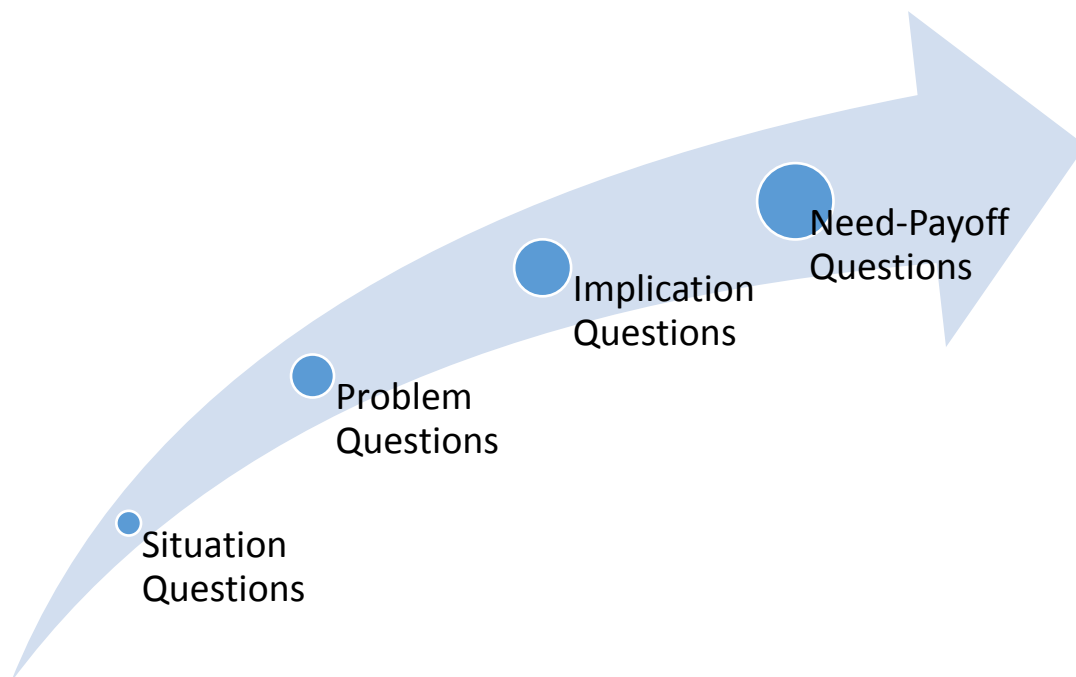 Situation
Questions
Problem
Questions
Implication
Questions
Need-Payoff
Questions